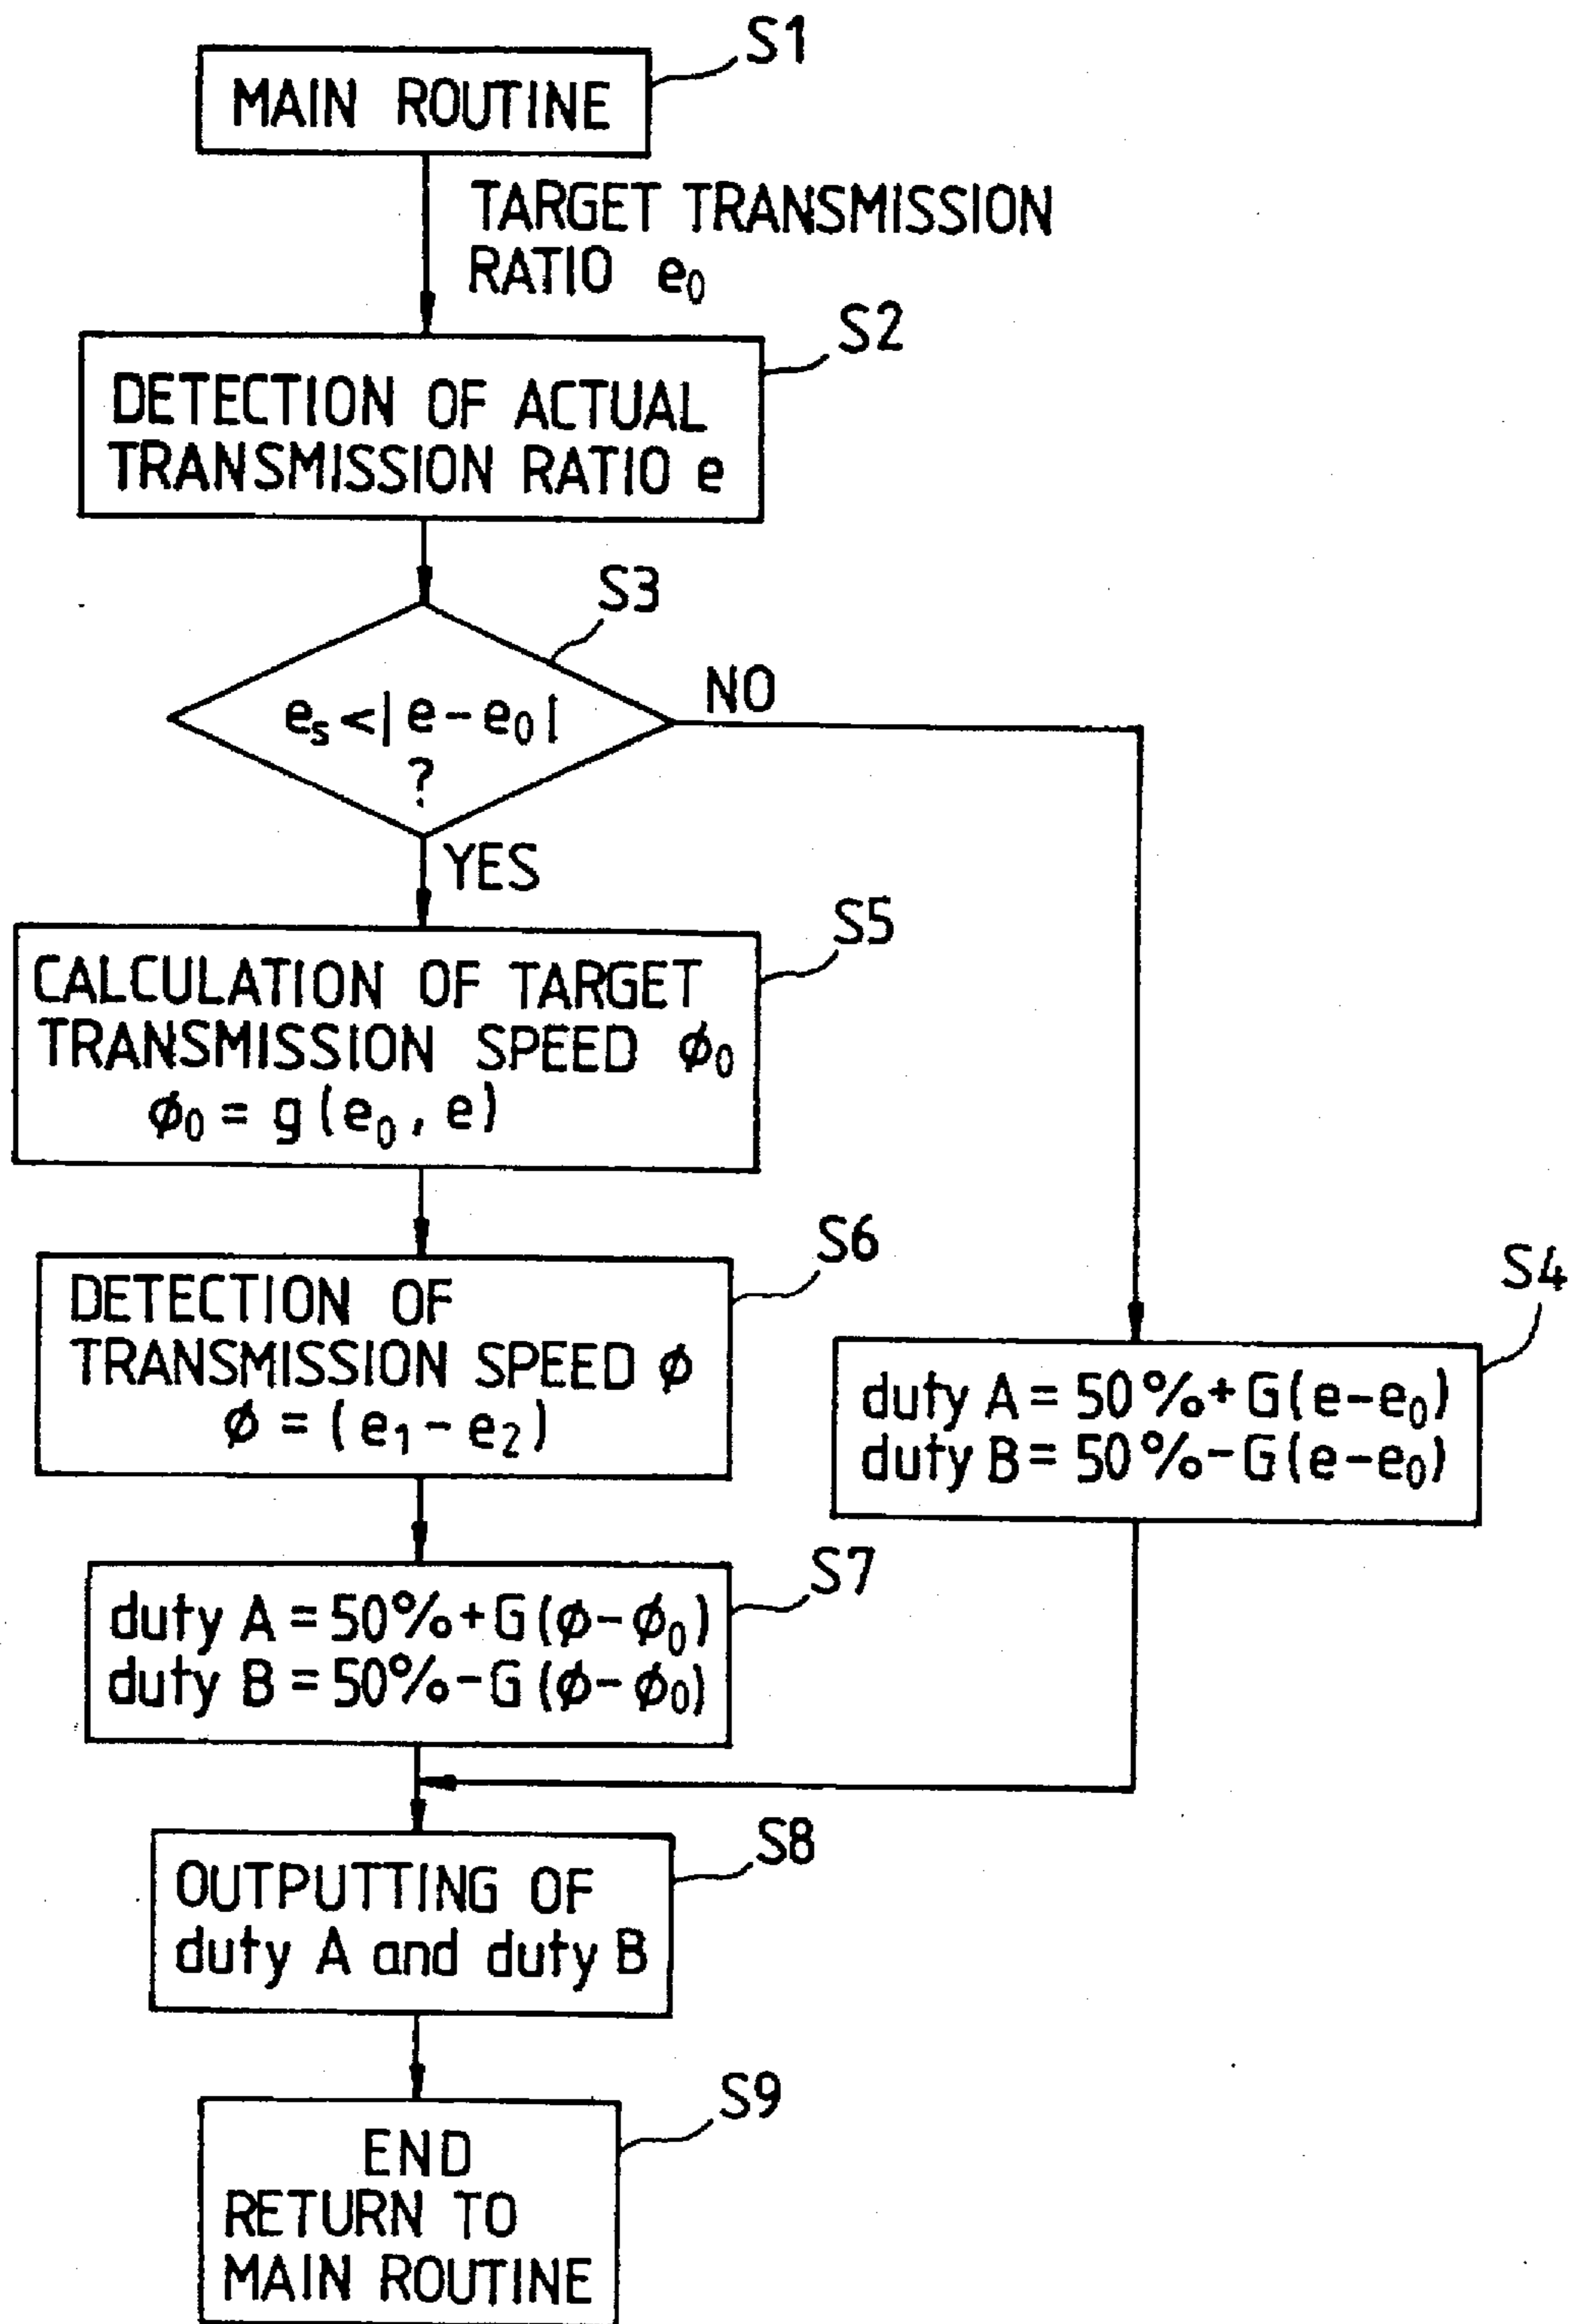 S1
MAIN ROUTINE
TARGET TRANSMISSION
RATIO e₀
S2
DETECTION OF ACTUAL
TRANSMISSION RATIO e
S3
eₛ<|e-e₀|
?
NO
YES
S5
CALCULATION OF TARGET
TRANSMISSION SPEED ϕ₀
ϕ₀ = g(e₀, e)
S6
DETECTION OF
TRANSMISSION SPEED ϕ
ϕ = (e₁-e₂)
S4
duty A = 50%+G(e-e₀)
duty B = 50%-G(e-e₀)
S7
duty A = 50%+G(ϕ-ϕ₀)
duty B = 50%-G(ϕ-ϕ₀)
S8
OUTPUTTING OF
duty A and duty B
S9
END
RETURN TO
MAIN ROUTINE